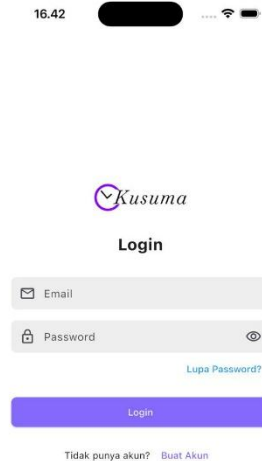 16.42
Kusuma
Login
Email
Password
Lupa Password?
Login
Tidak punya akun? Buat Akun